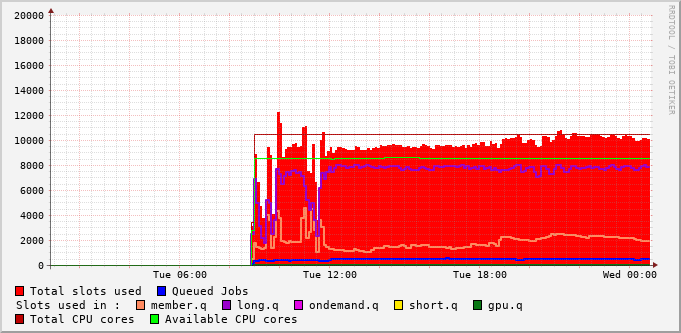 20000
18000
16000
14000
12000
10000
8000
6000
4000
2000
0
Tue 06:00 Tue 12:00 Tue 18:00 Wed 00:00
RRDTOOL / TOBI OETIKER
Total slots used Queued Jobs
Slots used in : member.q long.q ondemand.q short.q gpu.q
Total CPU cores Available CPU cores